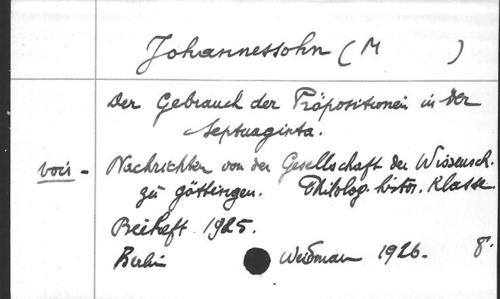 Johannessohn (M )
Der Gebrauch der Präpositionen in der
Septuaginta.
voir - Nachrichten von der Gesellschaft der Wissensch.
zu Göttingen. Philolog. histor. Klasse
Beiheft 1925.
Berlin Weidmann 1926. 8°.